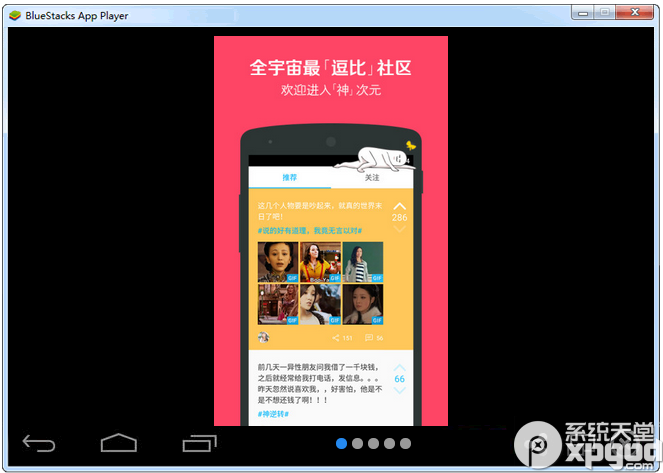 BlueStacks App Player
全宇宙最「逗比」社区
欢迎进入「神」次元
推荐
关注
这几个人物要是吵起来，就真的世界末
日了吧！
286
#说的好有道理，我竟无言以对#
GIF
GIF
GIF
GIF
GIF
GIF
151
36
前几天一异性朋友问我借了一千块钱，
之后就经常给我打电话，发信息。。。
昨天忽然说喜欢我，，好害怕，他是不
是不想还钱了啊！！！
66
#神逆转#
系统天堂
xpgod